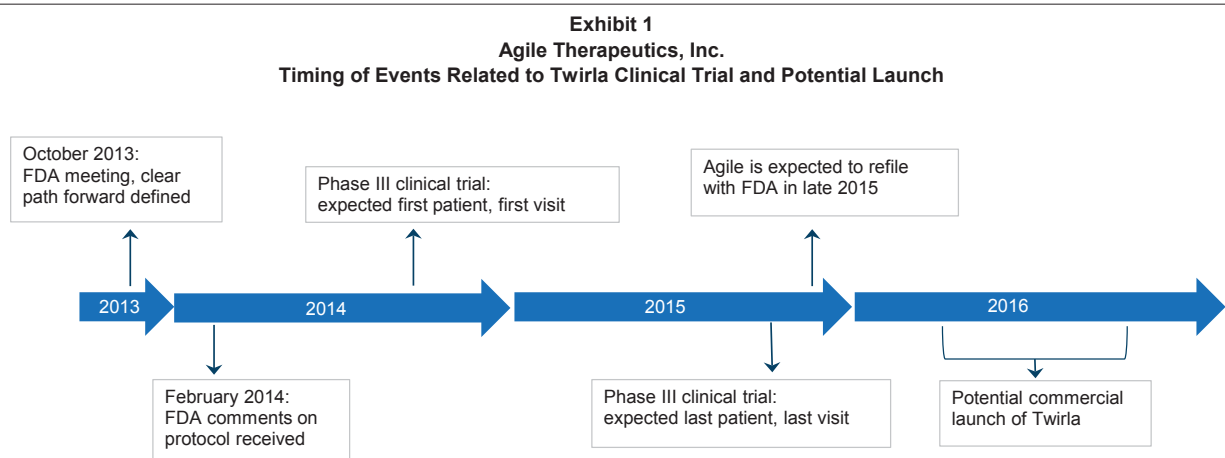 Exhibit 1
Agile Therapeutics, Inc.
Timing of Events Related to Twirla Clinical Trial and Potential Launch
October 2013:
FDA meeting, clear
path forward defined
Phase III clinical trial:
expected first patient, first visit
Agile is expected to refile
with FDA in late 2015
2013
2014
2015
2016
February 2014:
FDA comments on
protocol received
Phase III clinical trial:
expected last patient, last visit
Potential commercial
launch of Twirla